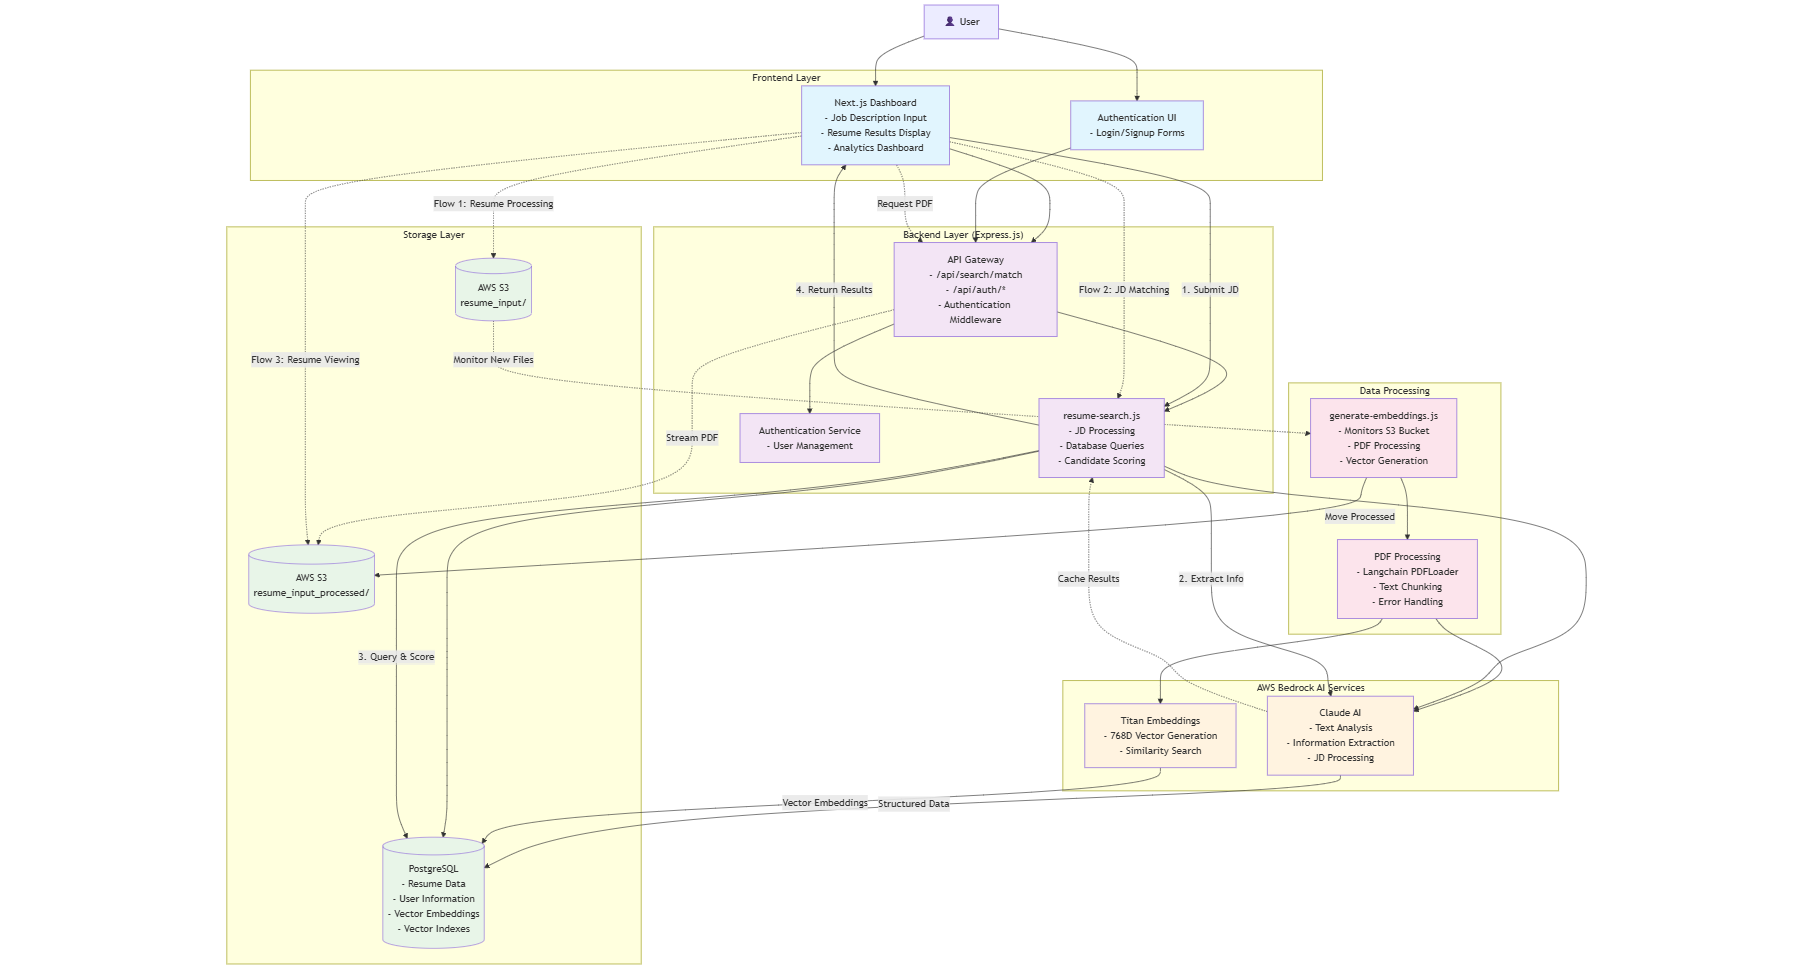 👤 User
Frontend Layer
Next.js Dashboard
- Job Description Input
- Resume Results Display
- Analytics Dashboard
Authentication UI
- Login/Signup Forms
Flow 1: Resume Processing
Request PDF
Storage Layer
Backend Layer (Express.js)
AWS S3
resume_input/
API Gateway
- /api/search/match
- /api/auth/*
- Authentication
Middleware
4. Return Results
Flow 2: JD Matching
1. Submit JD
Flow 3: Resume Viewing
Monitor New Files
Stream PDF
Authentication Service
- User Management
resume-search.js
- JD Processing
- Database Queries
- Candidate Scoring
Data Processing
generate-embeddings.js
- Monitors S3 Bucket
- PDF Processing
- Vector Generation
Move Processed
PDF Processing
- Langchain PDFLoader
- Text Chunking
- Error Handling
AWS S3
resume_input_processed/
Cache Results
2. Extract Info
3. Query & Score
AWS Bedrock AI Services
Titan Embeddings
- 768D Vector Generation
- Similarity Search
Claude AI
- Text Analysis
- Information Extraction
- JD Processing
Vector Embeddings
Structured Data
PostgreSQL
- Resume Data
- User Information
- Vector Embeddings
- Vector Indexes